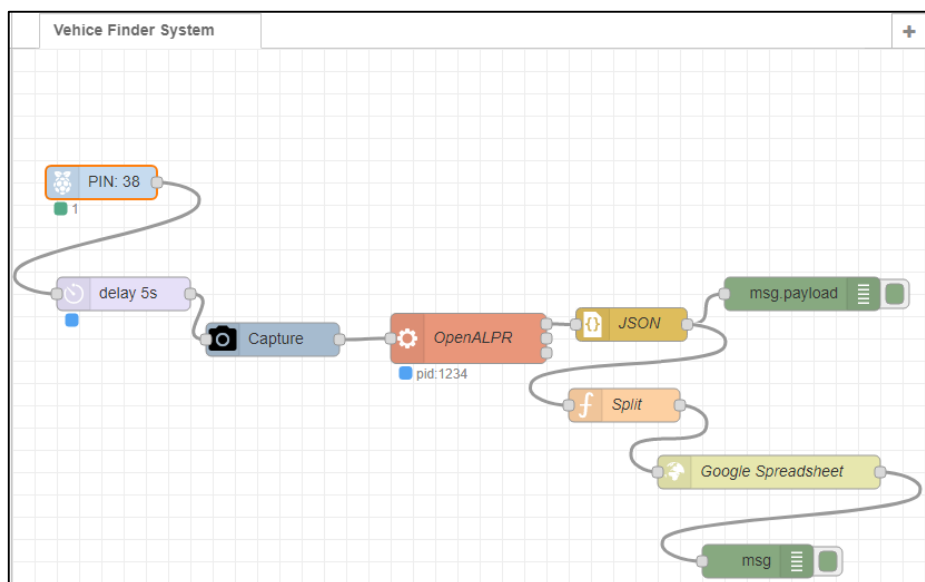 Vehice Finder System
+
PIN: 38
1
delay 5s
msg.payload
Capture
OpenALPR
{} JSON
pid:1234
Split
Google Spreadsheet
msg